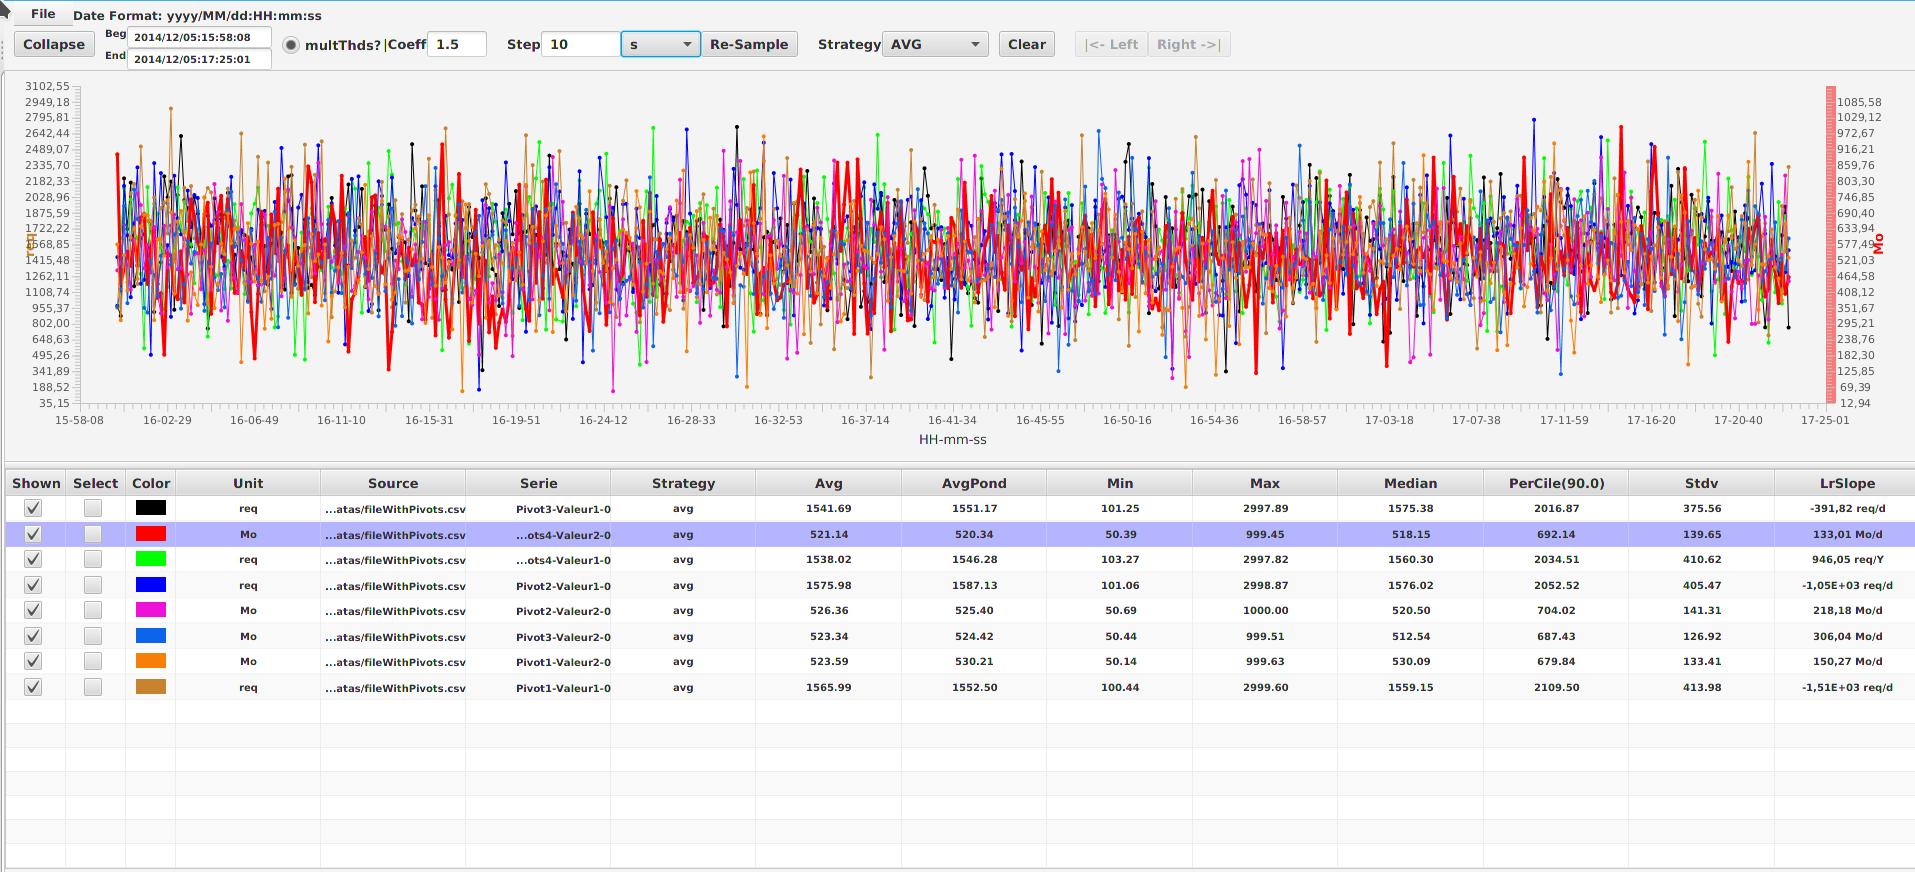 File Date Format: yyyy/MM/dd:HH:mm:ss
Collapse Beg 2014/12/05:15:58:08 multThds? |Coeff 1.5 Step 10 s Re-Sample Strategy AVG Clear |<- Left Right ->|
End 2014/12/05:17:25:01
3102,55
2949,18 1085,58
2795,81 1029,12
2642,44 972,67
2489,07 916,21
2335,70 859,76
2182,33 803,30
2028,96 746,85
1875,59 690,40
1722,22 633,94
1568,85 577,49
req Mo
1415,48 521,03
1262,11 464,58
1108,74 408,12
955,37 351,67
802,00 295,21
648,63 238,76
495,26 182,30
341,89 125,85
188,52 69,39
35,15 12,94
15-58-08 16-02-29 16-06-49 16-11-10 16-15-31 16-19-51 16-24-12 16-28-33 16-32-53 16-37-14 16-41-34 16-45-55 16-50-16 16-54-36 16-58-57 17-03-18 17-07-38 17-11-59 17-16-20 17-20-40 17-25-01
HH-mm-ss
Shown Select Color Unit Source Serie Strategy Avg AvgPond Min Max Median PerCile(90.0) Stdv LrSlope
req ...atas/fileWithPivots.csv Pivot3-Valeur1-0 avg 1541.69 1551.17 101.25 2997.89 1575.38 2016.87 375.56 -391,82 req/d
Mo ...atas/fileWithPivots.csv ...ots4-Valeur2-0 avg 521.14 520.34 50.39 999.45 518.15 692.14 139.65 133,01 Mo/d
req ...atas/fileWithPivots.csv ...ots4-Valeur1-0 avg 1538.02 1546.28 103.27 2997.82 1560.30 2034.51 410.62 946,05 req/Y
req ...atas/fileWithPivots.csv Pivot2-Valeur1-0 avg 1575.98 1587.13 101.06 2998.87 1576.02 2052.52 405.47 -1,05E+03 req/d
Mo ...atas/fileWithPivots.csv Pivot2-Valeur2-0 avg 526.36 525.40 50.69 1000.00 520.50 704.02 141.31 218,18 Mo/d
Mo ...atas/fileWithPivots.csv Pivot3-Valeur2-0 avg 523.34 524.42 50.44 999.51 512.54 687.43 126.92 306,04 Mo/d
Mo ...atas/fileWithPivots.csv Pivot1-Valeur2-0 avg 523.59 530.21 50.14 999.63 530.09 679.84 133.41 150,27 Mo/d
req ...atas/fileWithPivots.csv Pivot1-Valeur1-0 avg 1565.99 1552.50 100.44 2999.60 1559.15 2109.50 413.98 -1,51E+03 req/d